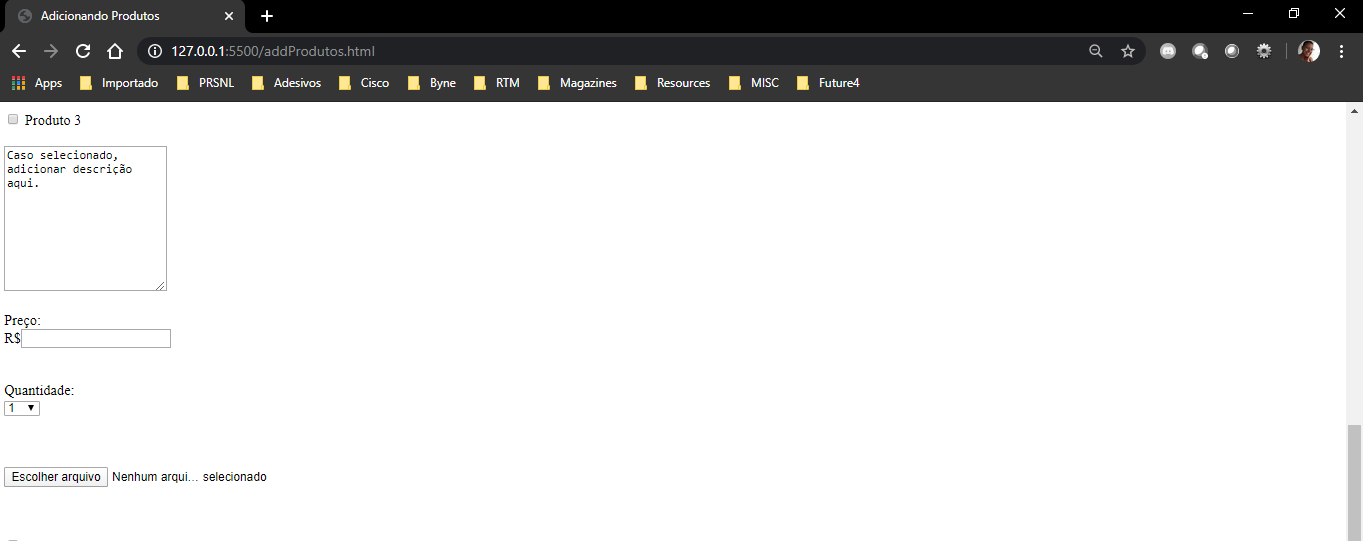 Adicionando Produtos
127.0.0.1:5500/addProdutos.html
Apps Importado PRSNL Adesivos Cisco Byne RTM Magazines Resources MISC Future4
Produto 3
Caso selecionado,
adicionar descrição
aqui.
Preço:
R$
Quantidade:
1
Escolher arquivo Nenhum arqui... selecionado